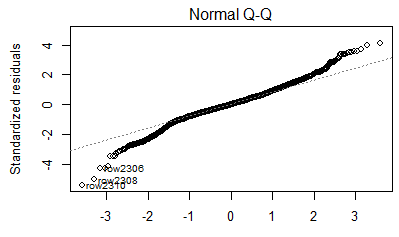 Normal Q-Q
Standardized residuals
4
2
0
-2
-4
row2306
row2308
row2310
-3 -2 -1 0 1 2 3